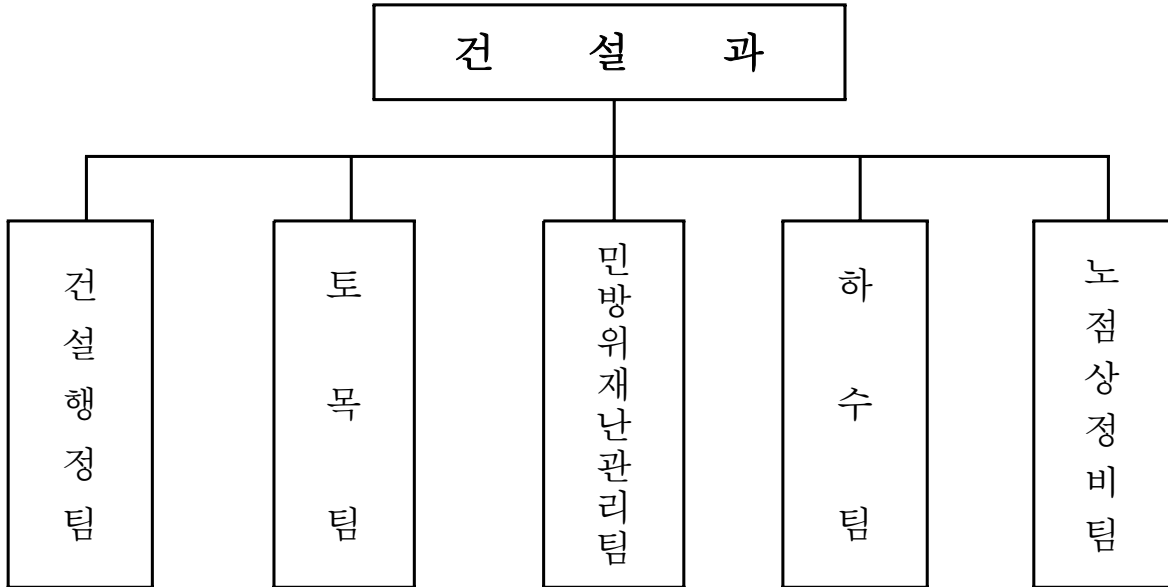 건 설 과
건설행정팀
토목팀
민방위재난관리팀
하수팀
노점상정비팀